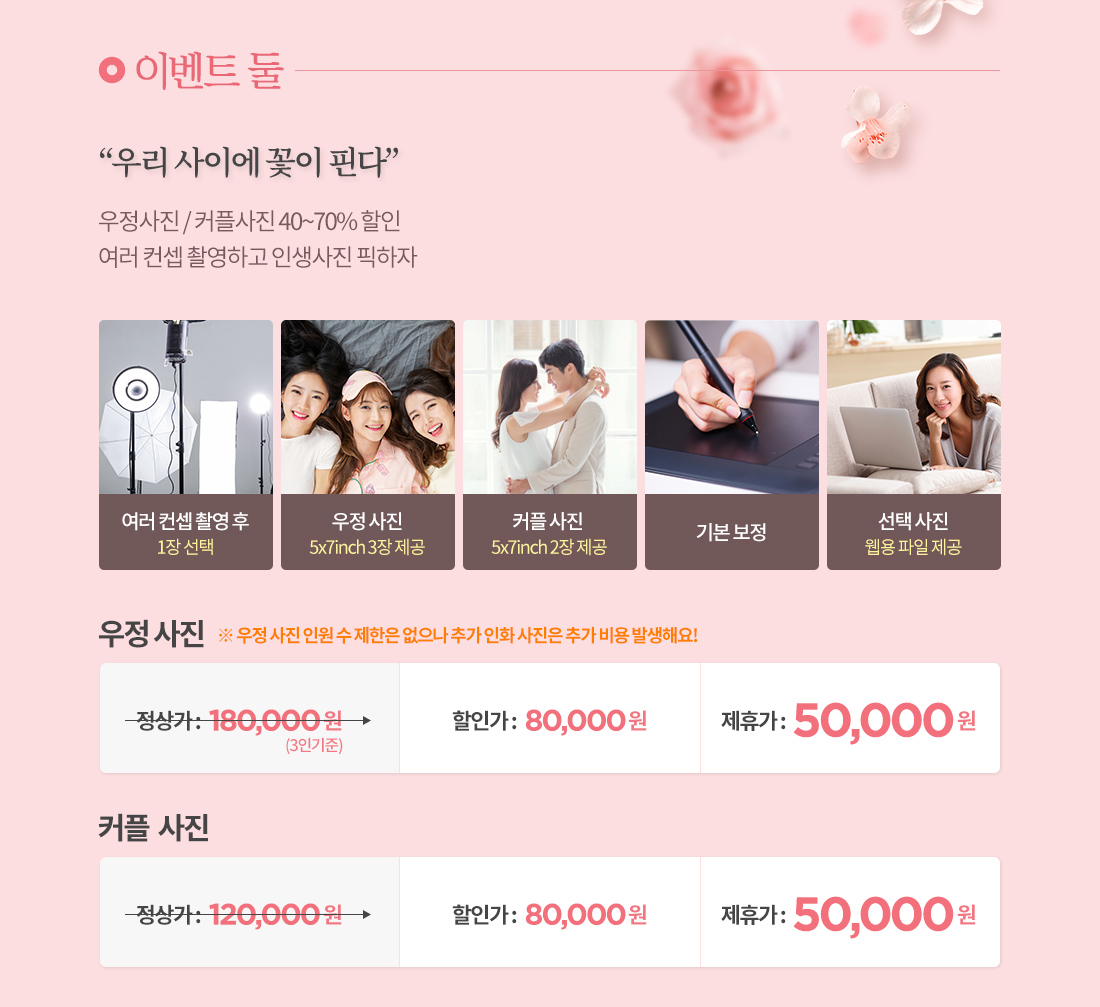 이벤트 둘
“우리 사이에 꽃이 핀다”
우정사진 / 커플사진 40~70% 할인
여러 컨셉 촬영하고 인생사진 픽하자
여러 컨셉 촬영 후
1장 선택
우정 사진
5x7inch 3장 제공
커플 사진
5x7inch 2장 제공
기본 보정
선택 사진
웹용 파일 제공
우정 사진 ※ 우정 사진 인원 수 제한은 없으나 추가 인화 사진은 추가 비용 발생해요!
정상가 : 180,000 원
(3인기준)
할인가 : 80,000 원
제휴가 : 50,000 원
커플 사진
정상가 : 120,000 원
할인가 : 80,000 원
제휴가 : 50,000 원